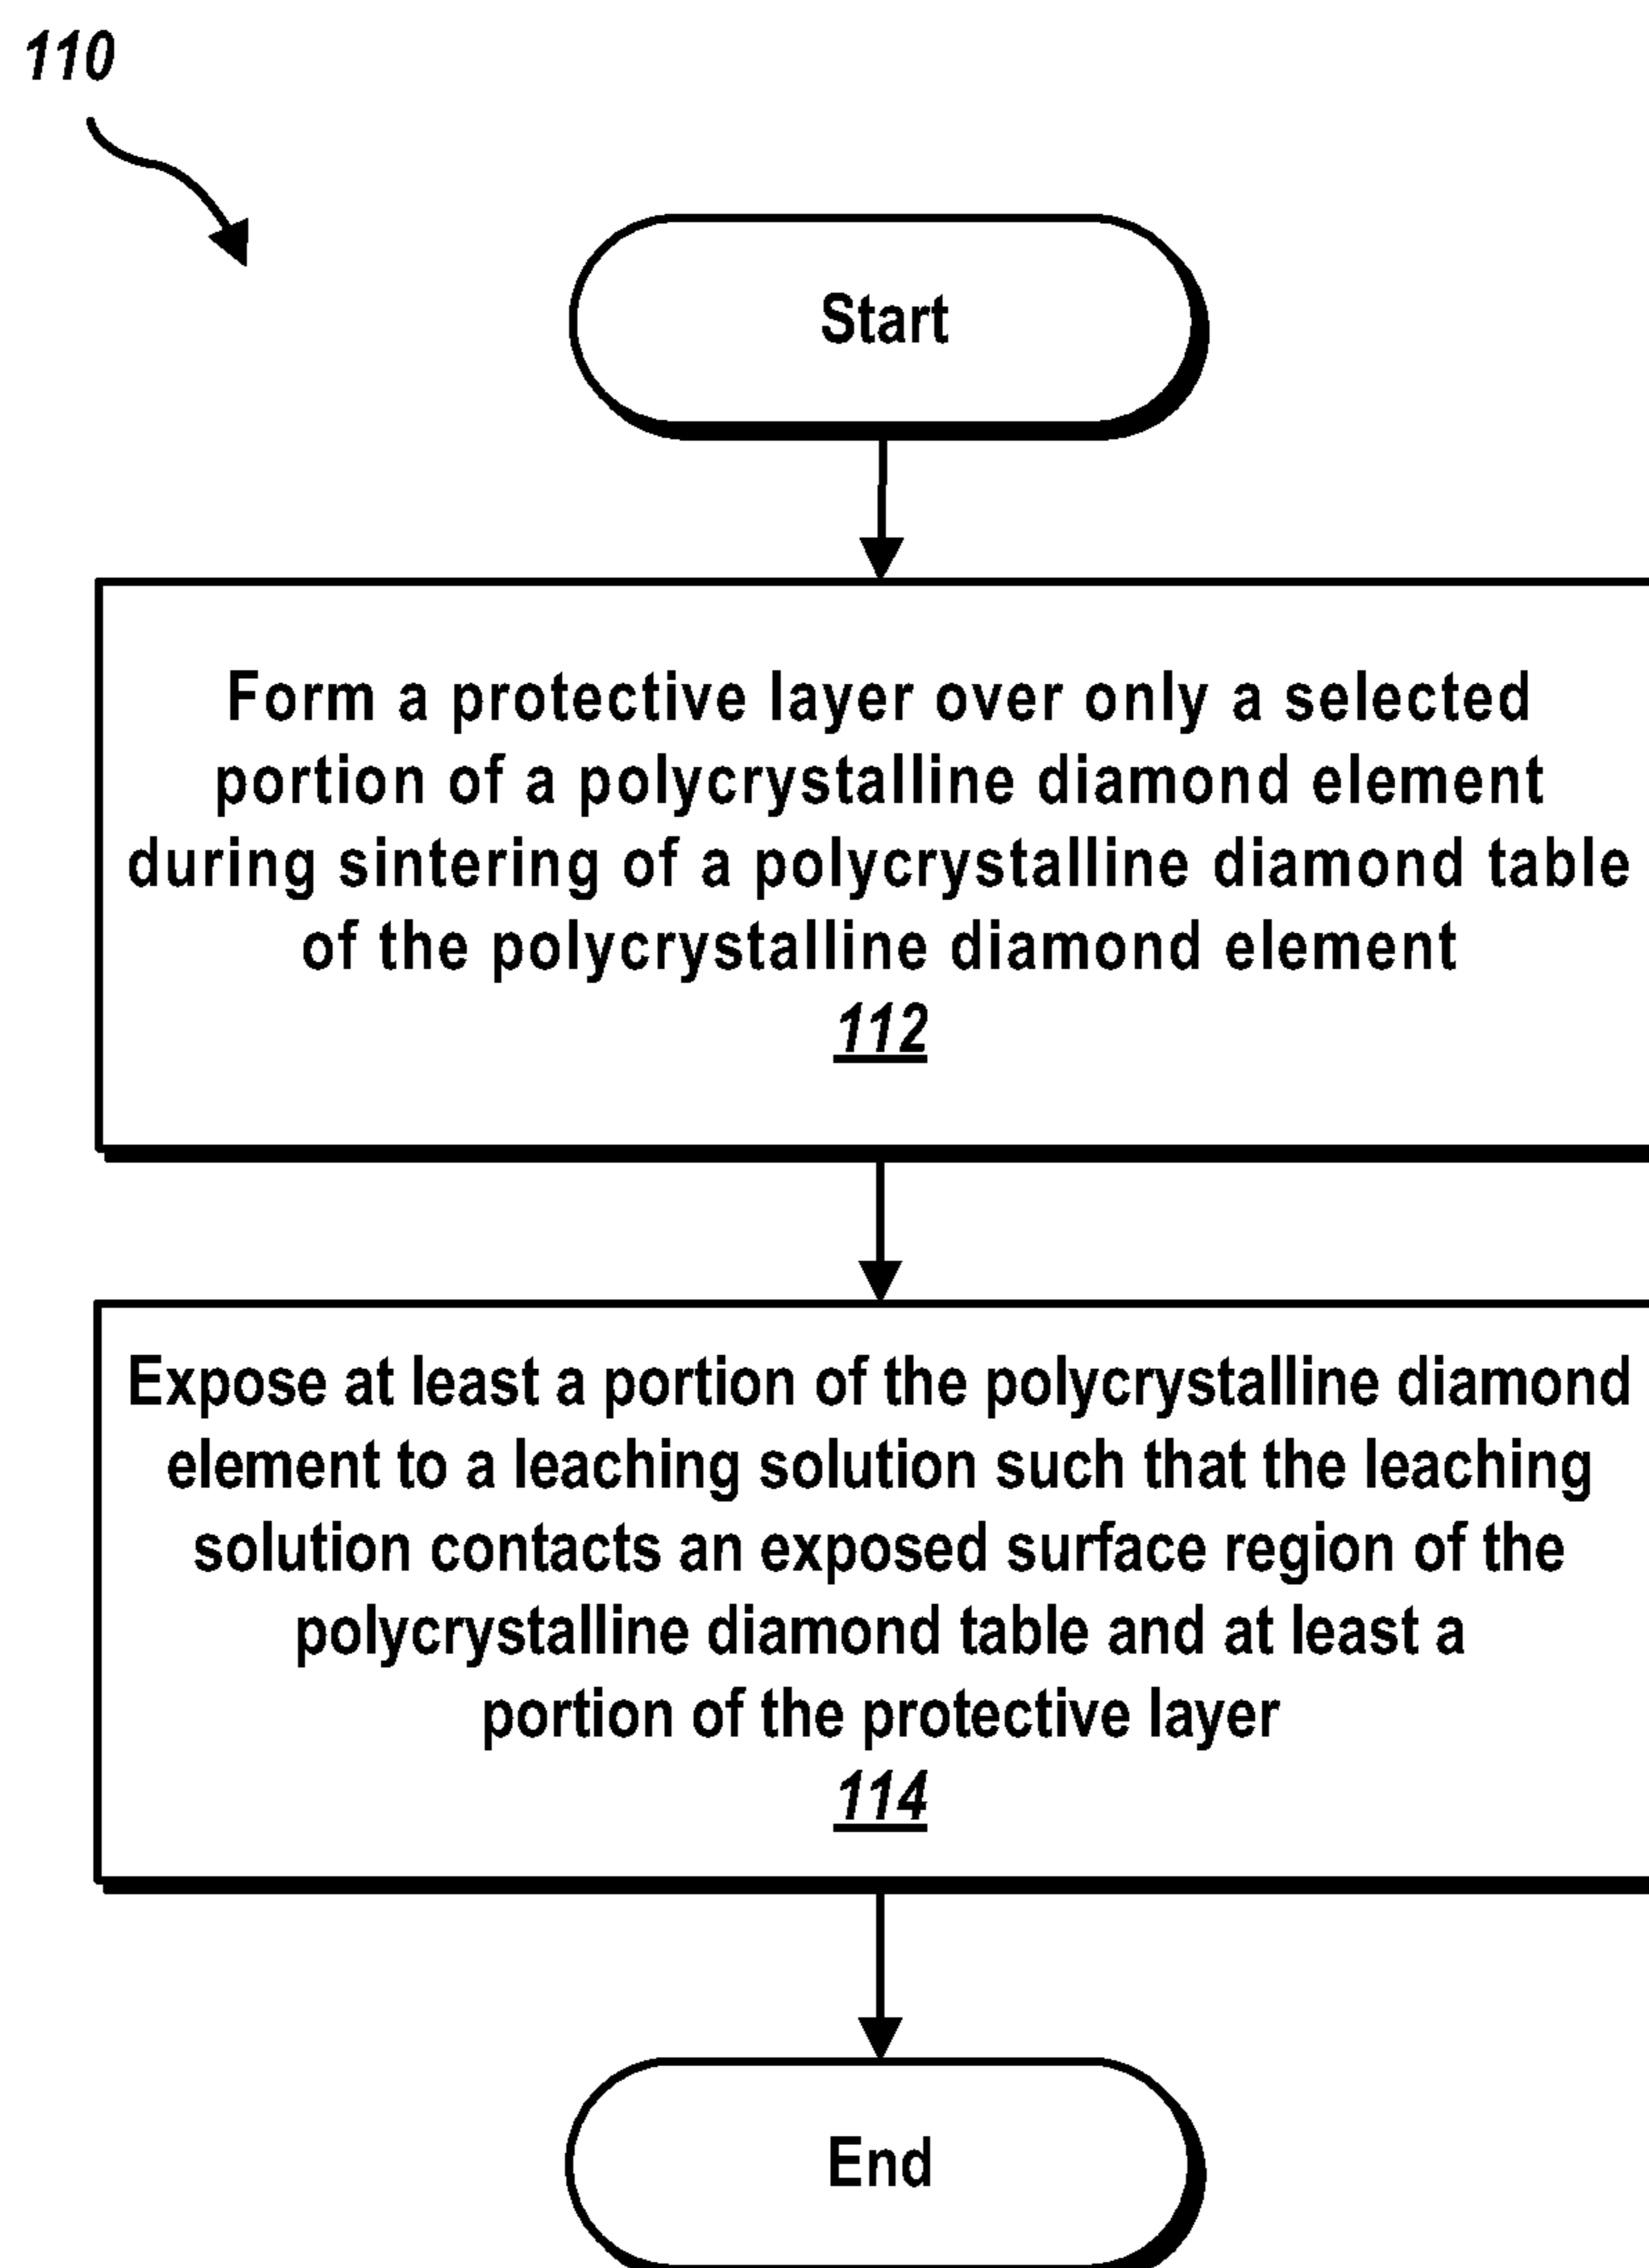 110
Start
Form a protective layer over only a selected
portion of a polycrystalline diamond element
during sintering of a polycrystalline diamond table
of the polycrystalline diamond element
112
Expose at least a portion of the polycrystalline diamond
element to a leaching solution such that the leaching
solution contacts an exposed surface region of the
polycrystalline diamond table and at least a
portion of the protective layer
114
End